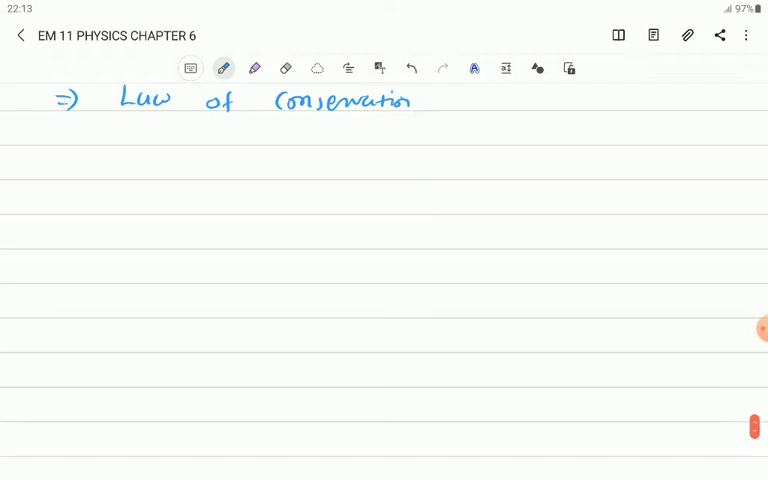 22:13
97%
EM 11 PHYSICS CHAPTER 6
=) Law of Conservation